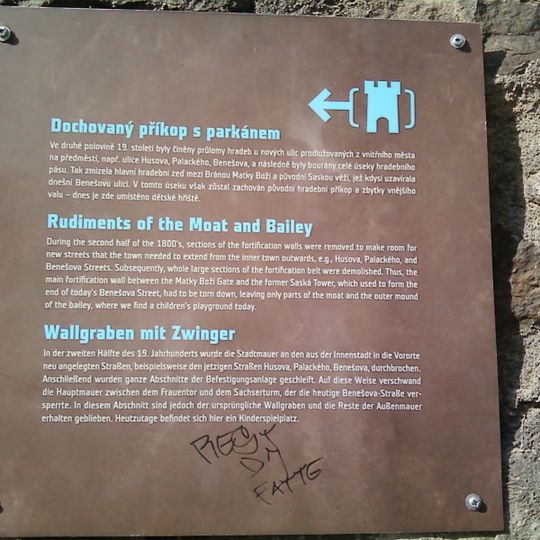 Dochovaný příkop s parkánem
Ve druhé polovině 19. století byly činěny průlomy hradeb u nových ulic prodlužovaných z vnitřního města
na předměstí, např. ulice Husova, Palackého, Benešova, a následně byly bourány celé úseky hradebního
pásu. Tak zmizela hlavní hradební zeď mezi Bránou Matky Boží a původní Saskou věží, jež kdysi uzavírala
dnešní Benešovu ulici. V tomto úseku však zůstal zachován původní hradební příkop a zbytky vnějšího
valu – dnes je zde umístěno dětské hřiště.
Rudiments of the Moat and Bailey
During the second half of the 1800's, sections of the fortification walls were removed to make room for
new streets that the town needed to extend from the inner town outwards, e.g., Husova, Palackého, and
Benešova Streets. Subsequently, whole large sections of the fortification belt were demolished. Thus, the
main fortification wall between the Matky Boží Gate and the former Saská Tower, which used to form the
end of today's Benešova Street, had to be torn down, leaving only parts of the moat and the outer mound
of the bailey, where we find a children's playground today.
Wallgraben mit Zwinger
In der zweiten Hälfte des 19. Jahrhunderts wurde die Stadtmauer an den aus der Innenstadt in die Vororte
neu angelegten Straßen, beispielsweise den jetzigen Straßen Husova, Palackého, Benešova, durchbrochen.
Anschließend wurden ganze Abschnitte der Befestigungsanlage geschleift. Auf diese Weise verschwand
die Hauptmauer zwischen dem Frauentor und dem Sachserturm, der die heutige Benešova-Straße ver-
sperrte. In diesem Abschnitt sind jedoch der ursprüngliche Wallgraben und die Reste der Außenmauer
erhalten geblieben. Heutzutage befindet sich hier ein Kinderspielplatz.